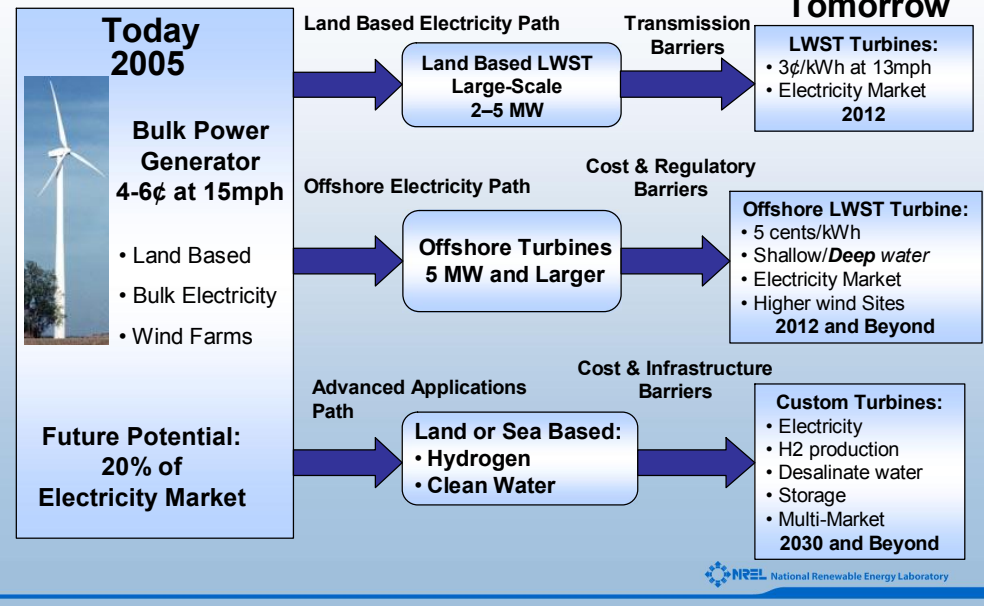 Today
2005
Bulk Power
Generator
4-6¢ at 15mph
• Land Based
• Bulk Electricity
• Wind Farms
Future Potential:
20% of
Electricity Market
Land Based Electricity Path
Land Based LWST
Large-Scale
2–5 MW
Transmission
Barriers
Tomorrow
LWST Turbines:
• 3¢/kWh at 13mph
• Electricity Market
2012
Offshore Electricity Path
Offshore Turbines
5 MW and Larger
Cost & Regulatory
Barriers
Offshore LWST Turbine:
• 5 cents/kWh
• Shallow/Deep water
• Electricity Market
• Higher wind Sites
2012 and Beyond
Advanced Applications
Path
Land or Sea Based:
• Hydrogen
• Clean Water
Cost & Infrastructure
Barriers
Custom Turbines:
• Electricity
• H2 production
• Desalinate water
• Storage
• Multi-Market
2030 and Beyond
NREL National Renewable Energy Laboratory